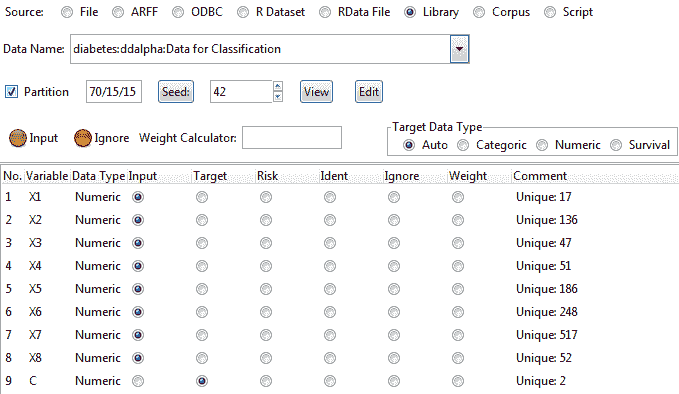 Source: File ARFF ODBC R Dataset RData File Library Corpus Script
Data Name: diabetes:ddalpha:Data for Classification
Partition 70/15/15 Seed: 42 View Edit
Target Data Type
Input Ignore Weight Calculator: Auto Categoric Numeric Survival
No. Variable Data Type Input Target Risk Ident Ignore Weight Comment
1 X1 Numeric Unique: 17
2 X2 Numeric Unique: 136
3 X3 Numeric Unique: 47
4 X4 Numeric Unique: 51
5 X5 Numeric Unique: 186
6 X6 Numeric Unique: 248
7 X7 Numeric Unique: 517
8 X8 Numeric Unique: 52
9 C Numeric Unique: 2